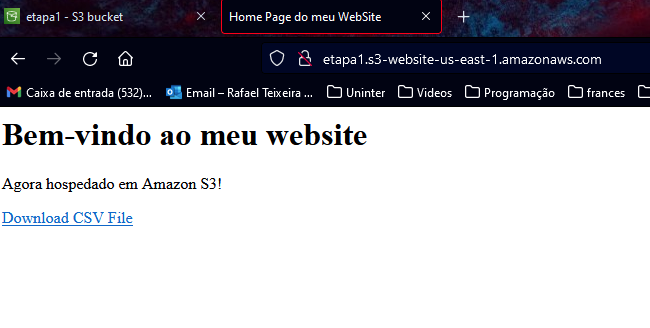 etapa1 - S3 bucket
Home Page do meu WebSite
etapa1.s3-website-us-east-1.amazonaws.com
Caixa de entrada (532)... Email – Rafael Teixeira ... Uninter Videos Programação frances
Bem-vindo ao meu website
Agora hospedado em Amazon S3!
Download CSV File